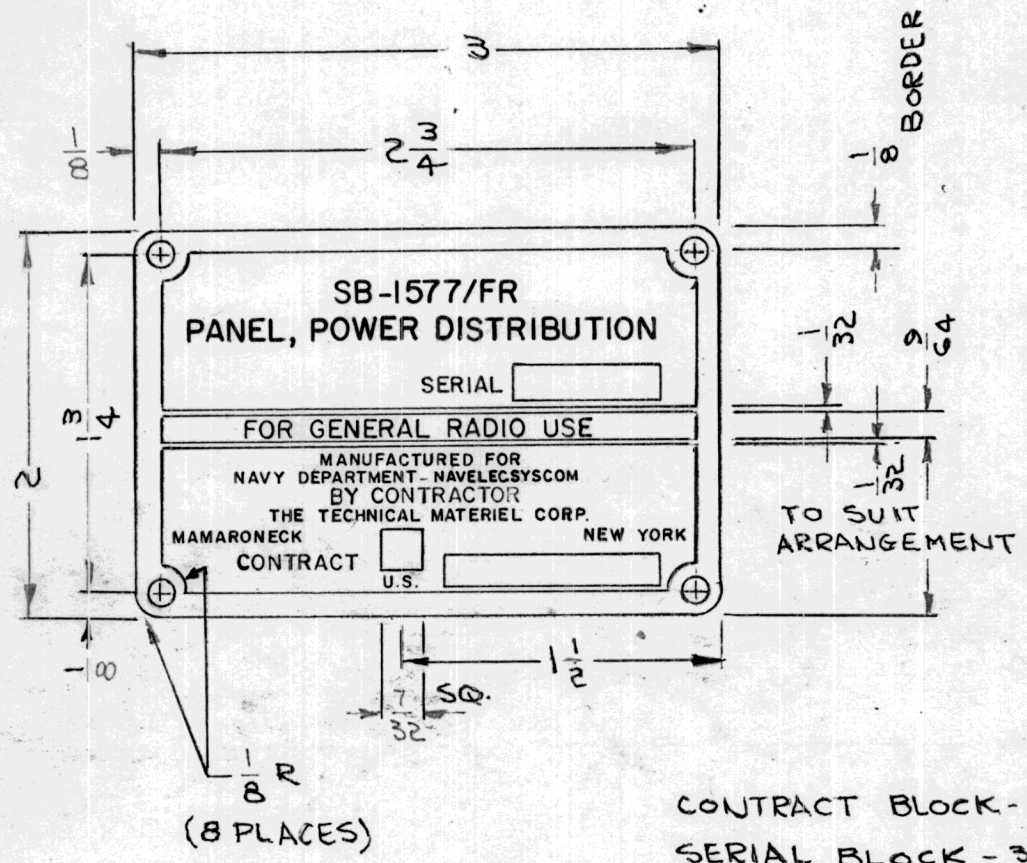 3
BORDER
1/8
2 3/4
1/8
SB-1577/FR
PANEL, POWER DISTRIBUTION
SERIAL
1/32
9/64
FOR GENERAL RADIO USE
1 3/4
2
MANUFACTURED FOR
NAVY DEPARTMENT - NAVELECSYSCOM
BY CONTRACTOR
THE TECHNICAL MATERIEL CORP.
MAMARONECK NEW YORK
CONTRACT
U.S.
1/32
TO SUIT
ARRANGEMENT
1/8
1 1/2
7/32 SQ.
1/8 R
(8 PLACES)
CONTRACT BLOCK -
SERIAL BLOCK - 3